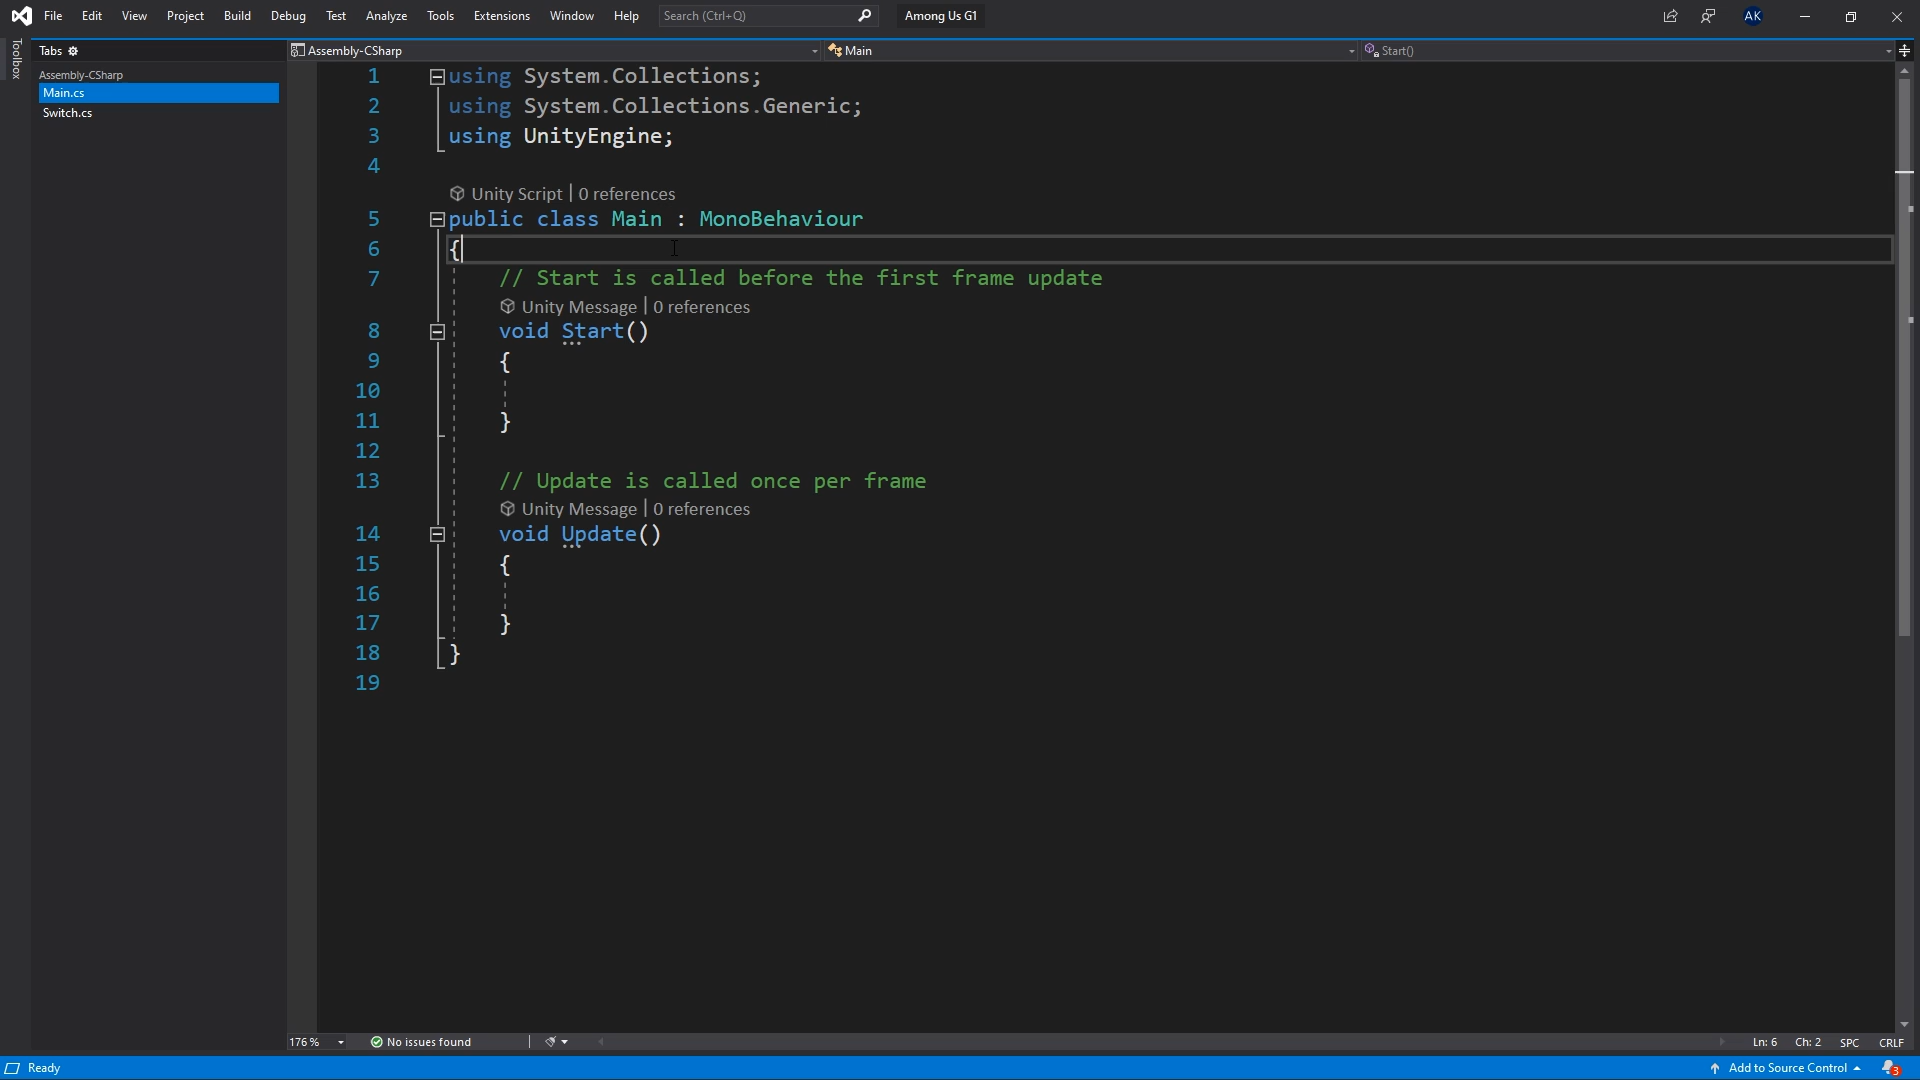 File Edit View Project Build Debug Test Analyze Tools Extensions Window Help Search (Ctrl+Q) Among Us G1 AK
Toolbox
Tabs
Assembly-CSharp
Main.cs
Switch.cs
Assembly-CSharp Main Start()
1 using System.Collections;
2 using System.Collections.Generic;
3 using UnityEngine;
4
Unity Script | 0 references
5 public class Main : MonoBehaviour
6 {
7 // Start is called before the first frame update
Unity Message | 0 references
8 void Start()
9 {
10
11 }
12
13 // Update is called once per frame
Unity Message | 0 references
14 void Update()
15 {
16
17 }
18 }
19
176 % No issues found Ln: 6 Ch: 2 SPC CRLF
Ready Add to Source Control 3